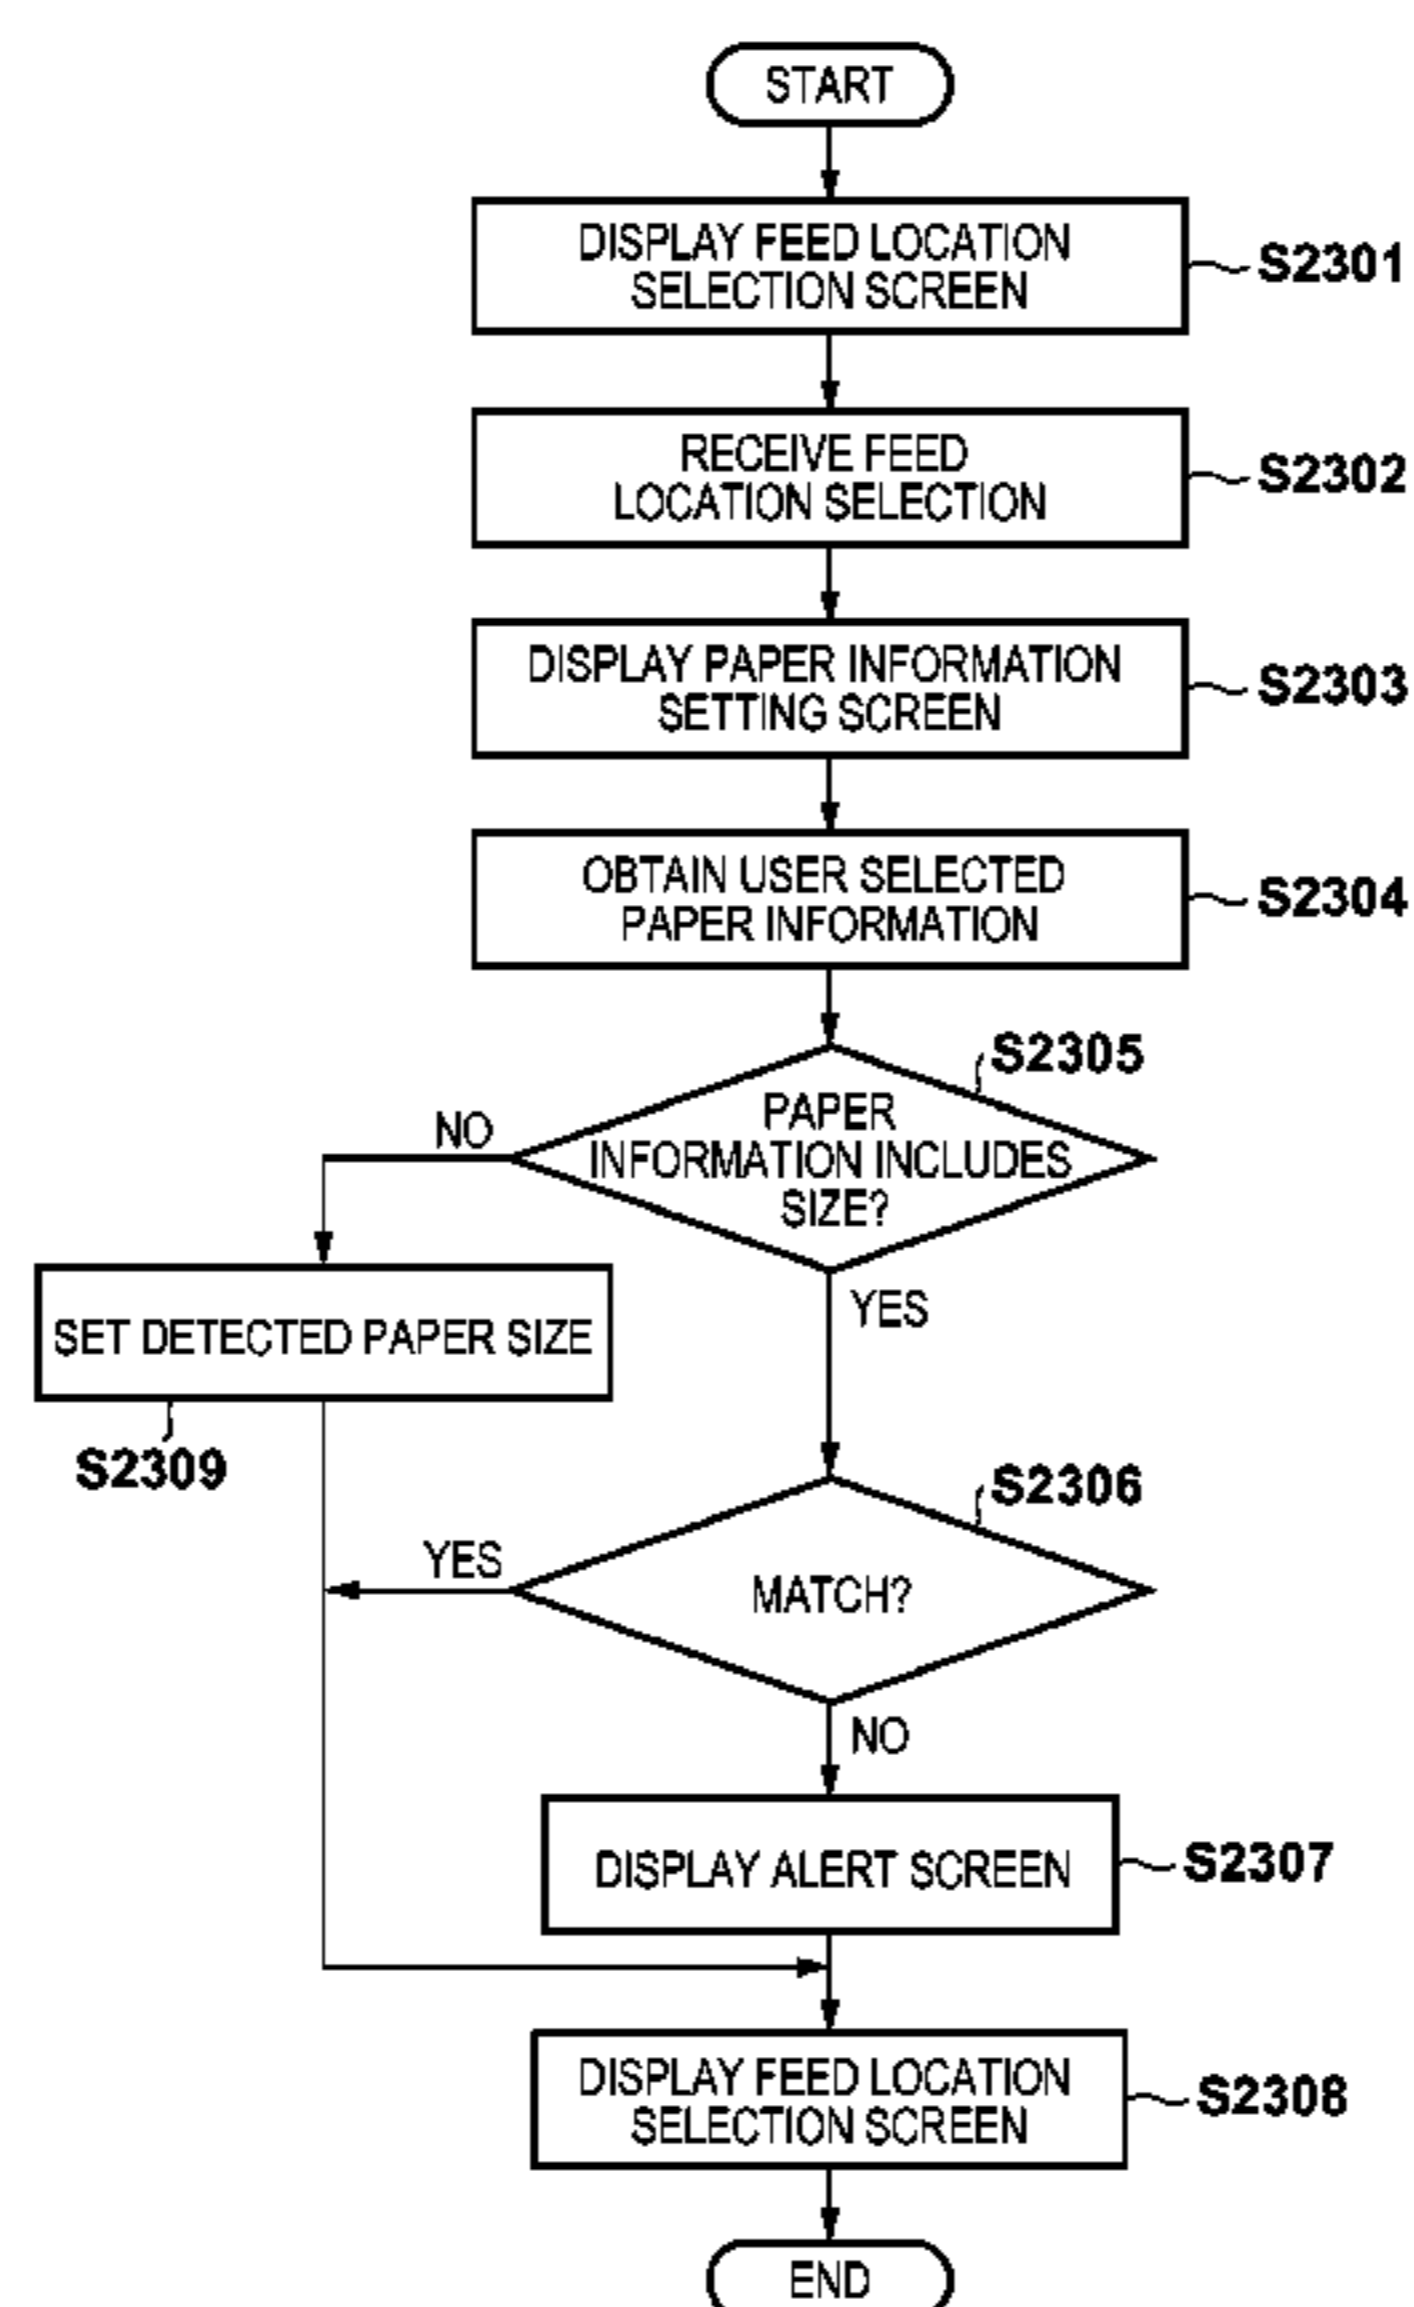 START
DISPLAY FEED LOCATION
SELECTION SCREEN
S2301
RECEIVE FEED
LOCATION SELECTION
S2302
DISPLAY PAPER INFORMATION
SETTING SCREEN
S2303
OBTAIN USER SELECTED
PAPER INFORMATION
S2304
S2305
PAPER
INFORMATION INCLUDES
SIZE?
NO
YES
SET DETECTED PAPER SIZE
S2309
S2306
MATCH?
YES
NO
DISPLAY ALERT SCREEN
S2307
DISPLAY FEED LOCATION
SELECTION SCREEN
S2308
END